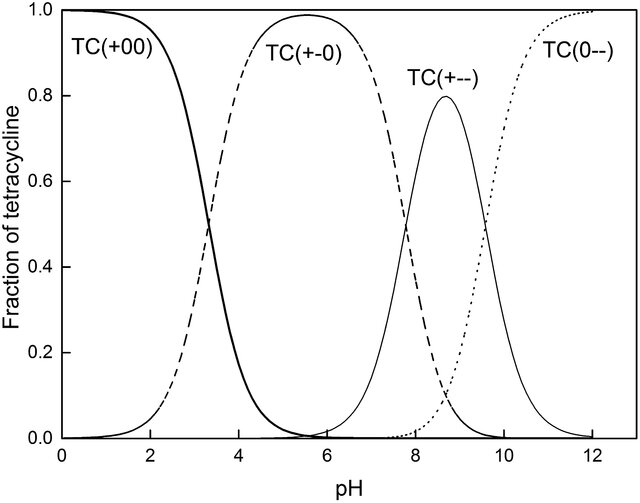 1.0
TC(+00)
TC(+-0)
TC(0--)
TC(+--)
0.8
0.6
0.4
0.2
0.0
Fraction of tetracycline
0 2 4 6 8 10 12
pH